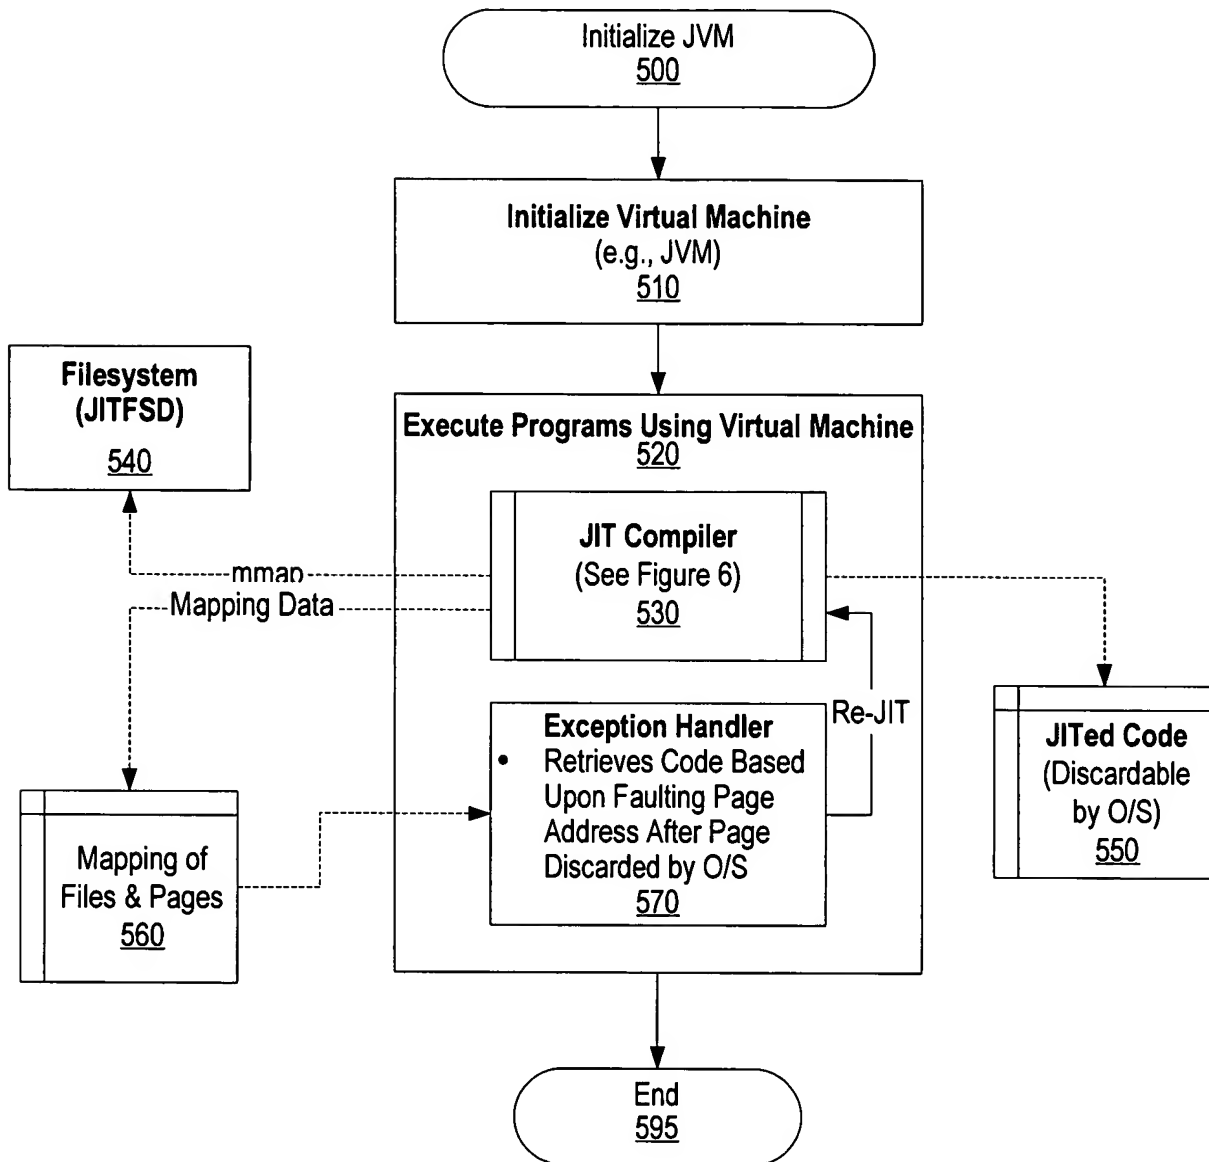 Initialize JVM
500
Initialize Virtual Machine
(e.g., JVM)
510
Filesystem
(JITFSD)
540
Execute Programs Using Virtual Machine
520
JIT Compiler
(See Figure 6)
530
mmap
Mapping Data
Re-JIT
Exception Handler
• Retrieves Code Based
Upon Faulting Page
Address After Page
Discarded by O/S
570
JITed Code
(Discardable
by O/S)
550
Mapping of
Files & Pages
560
End
595